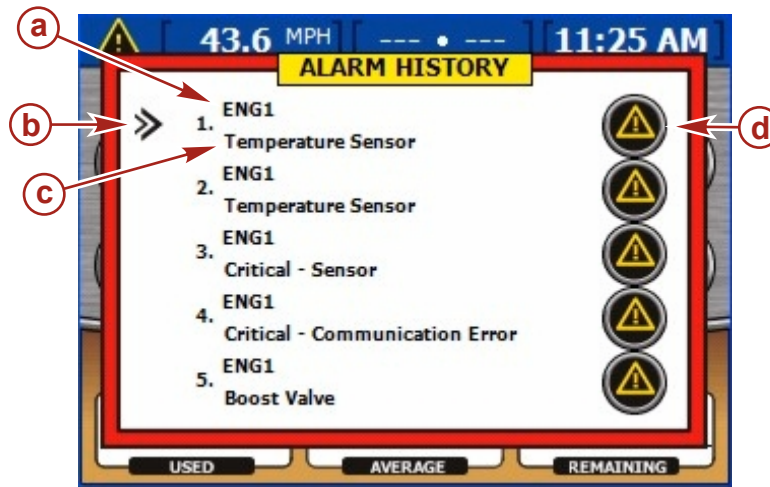 a
43.6 MPH --- • --- 11:25 AM
ALARM HISTORY
b
1. ENG1
Temperature Sensor
d
c
2. ENG1
Temperature Sensor
3. ENG1
Critical - Sensor
4. ENG1
Critical - Communication Error
5. ENG1
Boost Valve
USED AVERAGE REMAINING